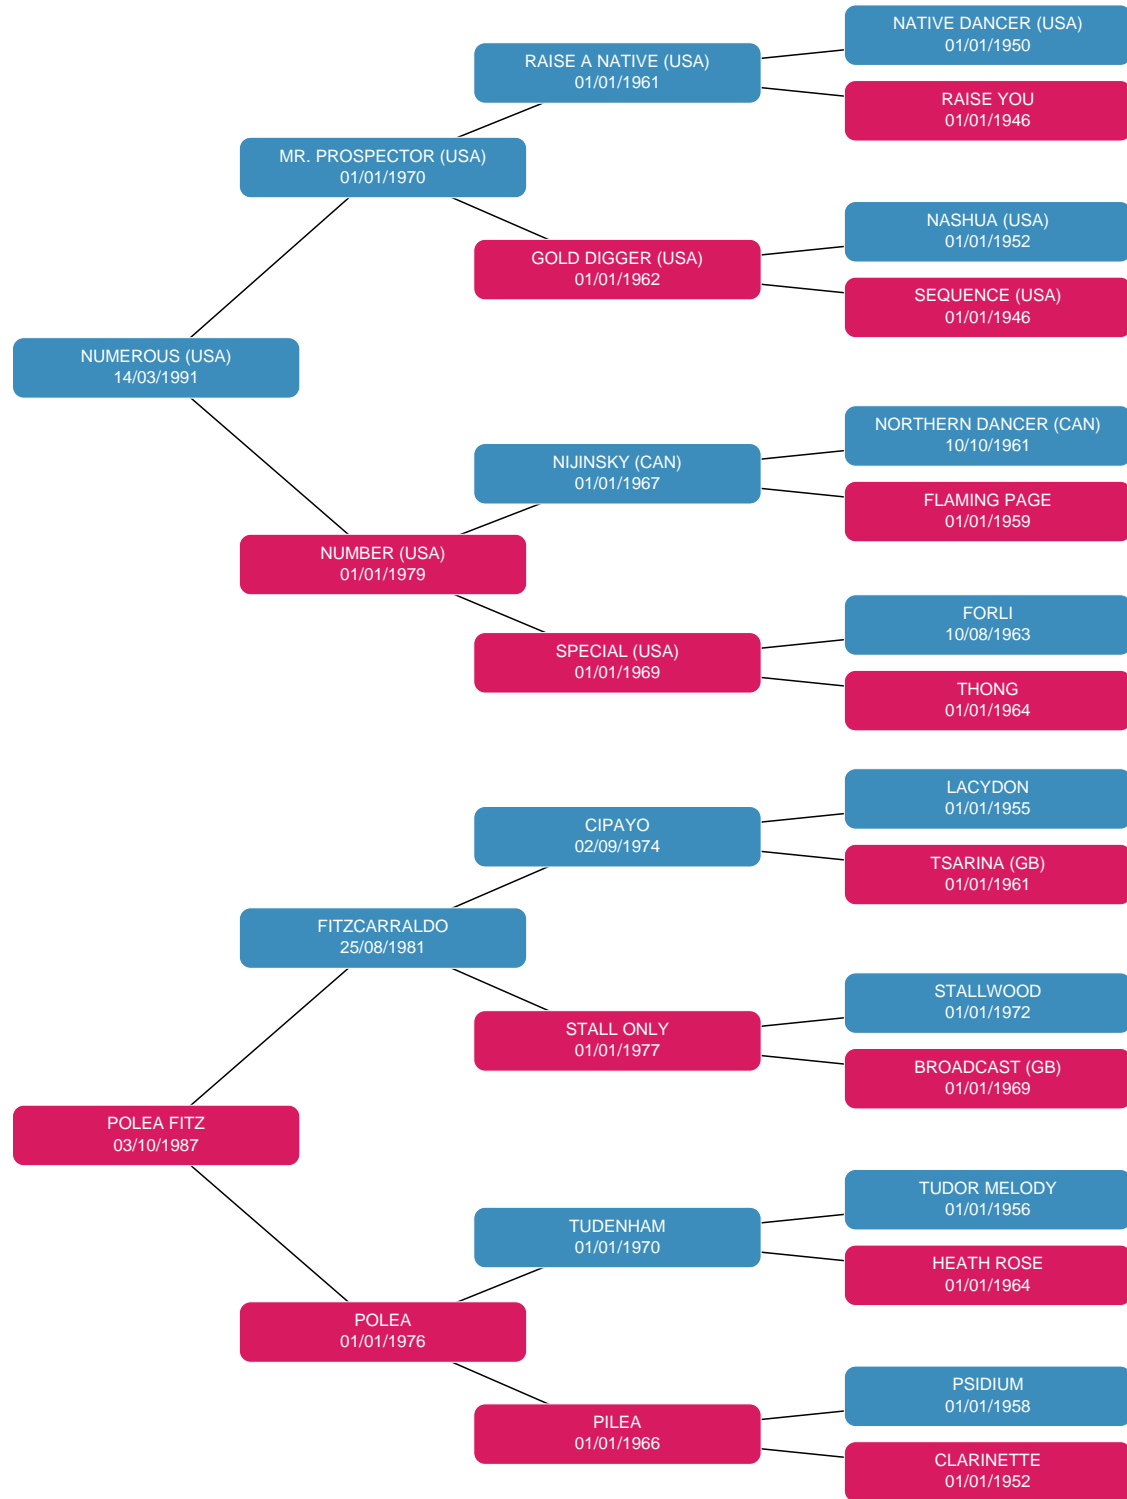 NATIVE DANCER (USA)
01/01/1950
RAISE A NATIVE (USA)
01/01/1961
RAISE YOU
01/01/1946
MR. PROSPECTOR (USA)
01/01/1970
NASHUA (USA)
01/01/1952
GOLD DIGGER (USA)
01/01/1962
SEQUENCE (USA)
01/01/1946
NUMEROUS (USA)
14/03/1991
NORTHERN DANCER (CAN)
10/10/1961
NIJINSKY (CAN)
01/01/1967
FLAMING PAGE
01/01/1959
NUMBER (USA)
01/01/1979
FORLI
10/08/1963
SPECIAL (USA)
01/01/1969
THONG
01/01/1964
LACYDON
01/01/1955
CIPAYO
02/09/1974
TSARINA (GB)
01/01/1961
FITZCARRALDO
25/08/1981
STALLWOOD
01/01/1972
STALL ONLY
01/01/1977
BROADCAST (GB)
01/01/1969
POLEA FITZ
03/10/1987
TUDOR MELODY
01/01/1956
TUDENHAM
01/01/1970
HEATH ROSE
01/01/1964
POLEA
01/01/1976
PSIDIUM
01/01/1958
PILEA
01/01/1966
CLARINETTE
01/01/1952